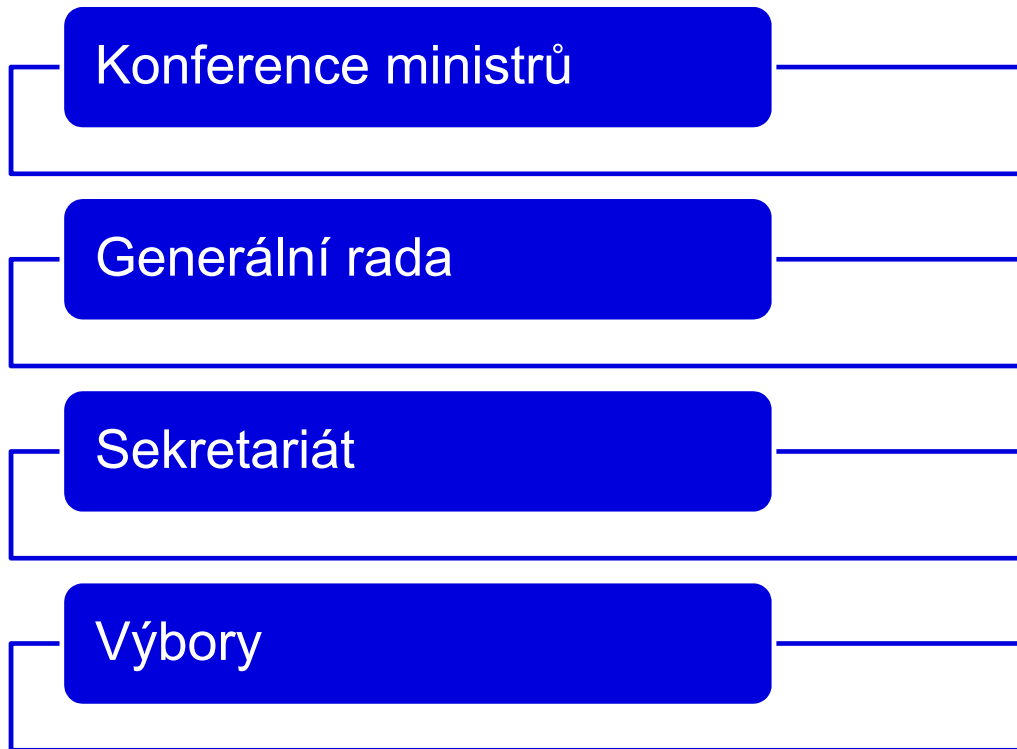 Konference ministrů
Generální rada
Sekretariát
Výbory